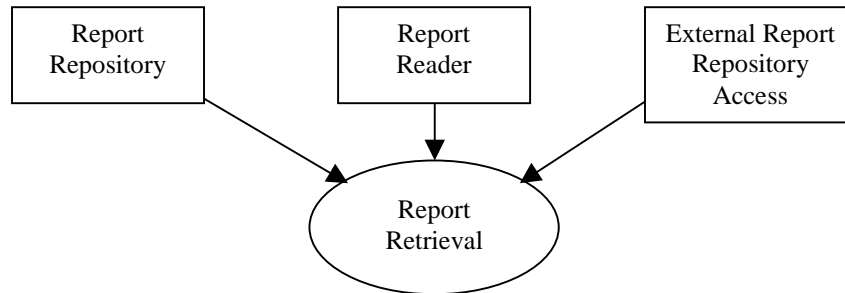 Report
Repository
Report
Reader
External Report
Repository
Access
Report
Retrieval